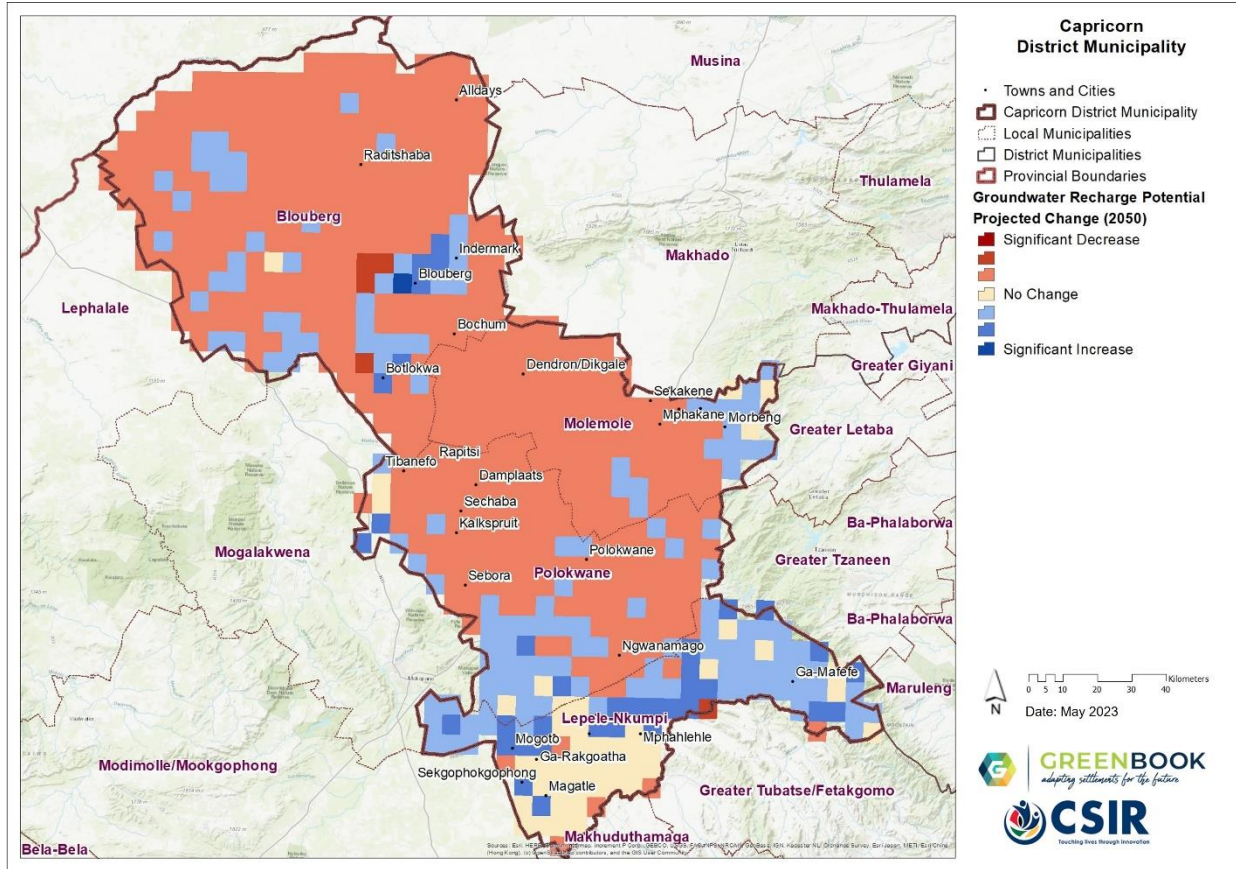 Capricorn
District Municipality
Towns and Cities
Capricorn District Municipality
Local Municipalities
District Municipalities
Provincial Boundaries
Groundwater Recharge Potential
Projected Change (2050)
Significant Decrease
No Change
Significant Increase
Musina
Alldays
Raditshaba
Thulamela
Blouberg
Indermark
Makhado
Blouberg
Lephalale
Makhado-Thulamela
Bochum
Greater Giyani
Botlokwa
Dendron/Dikgale
Sekakene
Molemole
Mphakane
Morbeng
Greater Letaba
Rapitsi
Tibanefo
Damplaats
Sechaba
Kalkspruit
Ba-Phalaborwa
Mogalakwena
Polokwane
Greater Tzaneen
Polokwane
Sebora
Ba-Phalaborwa
Ngwanamago
Ga-Mafefe
Maruleng
Lepele-Nkumpi
Mogoto
Mphahlehle
Ga-Rakgoatha
Modimolle/Mookgophong
Sekgophokgophong
Magatle
Greater Tubatse/Fetakgomo
Makhuduthamaga
Bela-Bela
Kilometers
0 5 10 20 30 40
N
Date: May 2023
GREENBOOK
adapting settlements for the future
CSIR
Touching lives through innovation